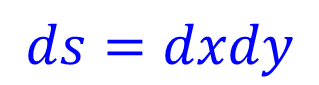 ds = dxdy